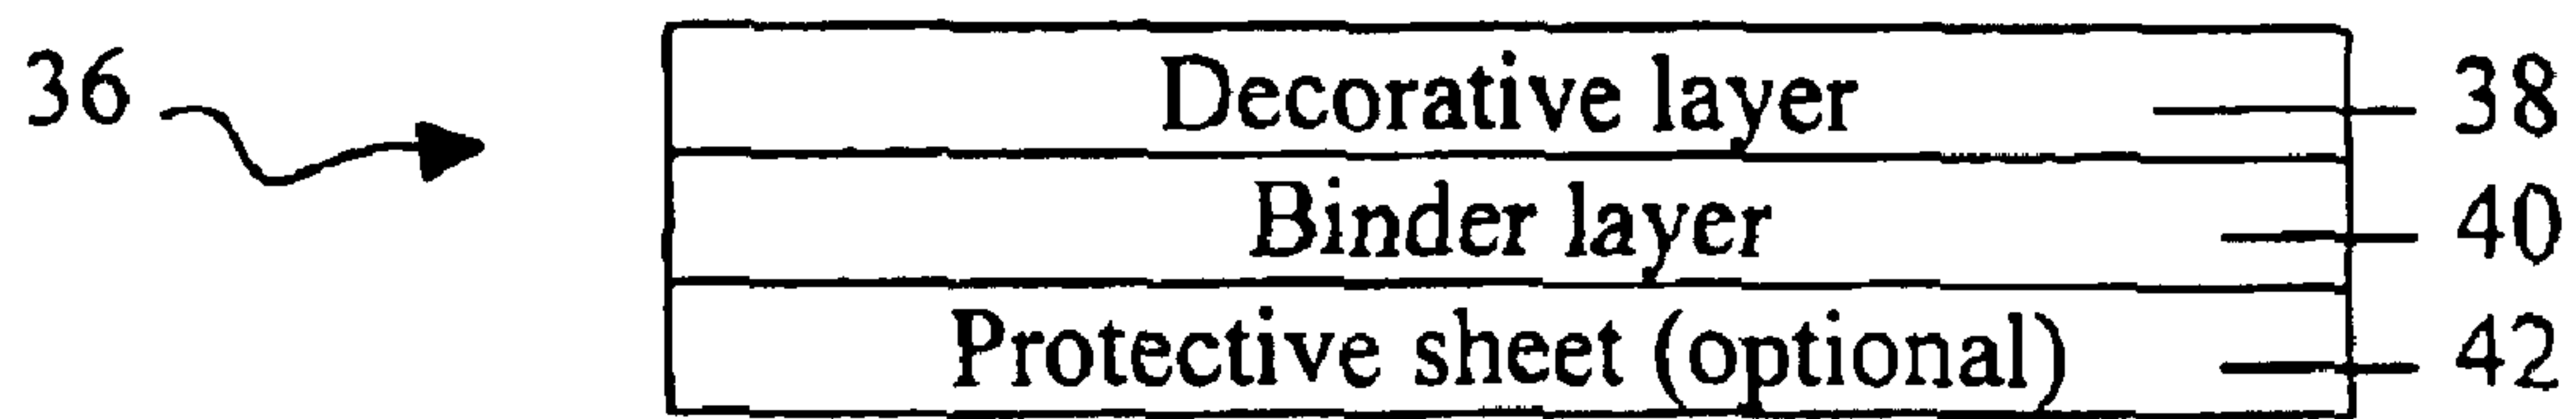 36
Decorative layer 38
Binder layer 40
Protective sheet (optional) 42